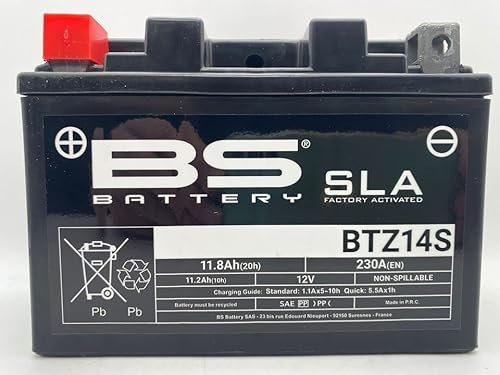 BS®
BATTERY
SLA
FACTORY ACTIVATED
BTZ14S
11.8Ah(20h) 230A(EN)
11.2Ah(10h) 12V NON-SPILLABLE
Charging Guide: Standard: 1.1Ax5~10h Quick: 5.5Ax1h
Battery must be recycled SAE PP ) PP ( Made in P.R.C
BS Battery SAS - 23 bis rue Edouard Nieuport - 92150 Suresnes - France
Pb Pb